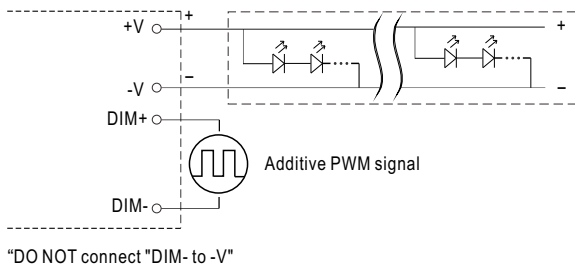 +V +
-V –
+
–
DIM+
Additive PWM signal
DIM-
“DO NOT connect "DIM- to -V"